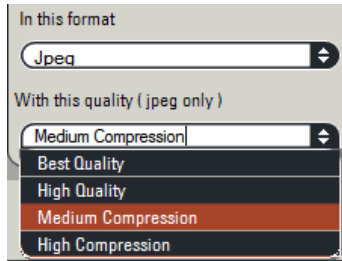 In this format
Jpeg
With this quality ( jpeg only )
Medium Compression
Best Quality
High Quality
Medium Compression
High Compression